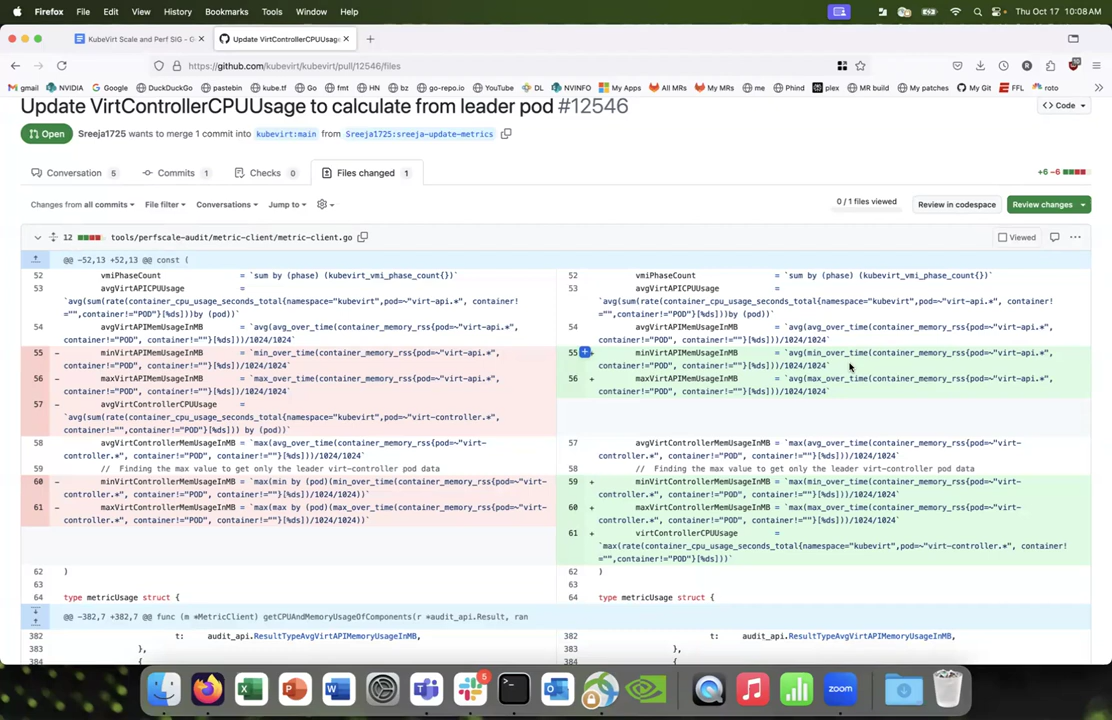 Firefox File Edit View History Bookmarks Tools Window Help Thu Oct 17 10:08 AM
KubeVirt Scale and Perf SIG - G Update VirtControllerCPUUsag
https://github.com/kubevirt/kubevirt/pull/12546/files
gmail NVIDIA Google DuckDuckGo pastebin kube.tf Go fmt HN bz go-repo.io YouTube DL NVINFO All MRs My Apps My MRs me Phind plex MR build My patches My Git FFL roto
Update VirtControllerCPUUsage to calculate from leader pod #12546
Code
Open Sreeja1725 wants to merge 1 commit into kubevirt:main from Sreeja1725:sreeja-update-metrics
Conversation 5 Commits 1 Checks 0 Files changed 1 +6 −6
Changes from all commits File filter Conversations Jump to 0 / 1 files viewed Review in codespace Review changes
12 tools/perfscale-audit/metric-client/metric-client.go Viewed
@@ -52,13 +52,13 @@ const (
52 vmiPhaseCount = `sum by (phase) (kubevirt_vmi_phase_count{})`
53 avgVirtAPICPUUsage =
`avg(sum(rate(container_cpu_usage_seconds_total{namespace="kubevirt",pod=~"virt-api.*", container!
="",container!="POD"}[%ds]))by (pod))`
54 avgVirtAPIMemUsageInMB = `avg(avg_over_time(container_memory_rss{pod=~"virt-api.*",
container!="POD", container!=""}[%ds]))/1024/1024`
55 - minVirtAPIMemUsageInMB = `min_over_time(container_memory_rss{pod=~"virt-api.*",
container!="POD", container!=""}[%ds])/1024/1024`
56 - maxVirtAPIMemUsageInMB = `max_over_time(container_memory_rss{pod=~"virt-api.*",
container!="POD", container!=""}[%ds])/1024/1024`
57 - avgVirtControllerCPUUsage =
`avg(sum(rate(container_cpu_usage_seconds_total{namespace="kubevirt",pod=~"virt-controller.*",
container!="",container!="POD"}[%ds])) by (pod))`
58 avgVirtControllerMemUsageInMB = `max(avg_over_time(container_memory_rss{pod=~"virt-
controller.*", container!="POD", container!=""}[%ds]))/1024/1024`
59 // Finding the max value to get only the leader virt-controller pod data
60 - minVirtControllerMemUsageInMB = `max(min by (pod)(min_over_time(container_memory_rss{pod=~"virt-
controller.*", container!="POD", container!=""}[%ds])/1024/1024))`
61 - maxVirtControllerMemUsageInMB = `max(max by (pod)(max_over_time(container_memory_rss{pod=~"virt-
controller.*", container!="POD", container!=""}[%ds])/1024/1024))`
62 )
63
64 type metricUsage struct {
52 vmiPhaseCount = `sum by (phase) (kubevirt_vmi_phase_count{})`
53 avgVirtAPICPUUsage =
`avg(sum(rate(container_cpu_usage_seconds_total{namespace="kubevirt",pod=~"virt-api.*", container!
="",container!="POD"}[%ds]))by (pod))`
54 avgVirtAPIMemUsageInMB = `avg(avg_over_time(container_memory_rss{pod=~"virt-api.*",
container!="POD", container!=""}[%ds]))/1024/1024`
55 + minVirtAPIMemUsageInMB = `avg(min_over_time(container_memory_rss{pod=~"virt-api.*",
container!="POD", container!=""}[%ds]))/1024/1024`
56 + maxVirtAPIMemUsageInMB = `avg(max_over_time(container_memory_rss{pod=~"virt-api.*",
container!="POD", container!=""}[%ds]))/1024/1024`
57 avgVirtControllerMemUsageInMB = `max(avg_over_time(container_memory_rss{pod=~"virt-
controller.*", container!="POD", container!=""}[%ds]))/1024/1024`
58 // Finding the max value to get only the leader virt-controller pod data
59 + minVirtControllerMemUsageInMB = `max(min_over_time(container_memory_rss{pod=~"virt-
controller.*", container!="POD", container!=""}[%ds]))/1024/1024`
60 + maxVirtControllerMemUsageInMB = `max(max_over_time(container_memory_rss{pod=~"virt-
controller.*", container!="POD", container!=""}[%ds]))/1024/1024`
61 + virtControllerCPUUsage =
`max(rate(container_cpu_usage_seconds_total{namespace="kubevirt",pod=~"virt-controller.*", container!
="",container!="POD"}[%ds]))`
62 )
63
64 type metricUsage struct {
@@ -382,7 +382,7 @@ func (m *MetricClient) getCPUAndMemoryUsageOfComponents(r *audit_api.Result, ran
382 t: audit_api.ResultTypeAvgVirtAPIMemoryUsageInMB,
383 },
384 {
382 t: audit_api.ResultTypeAvgVirtAPIMemoryUsageInMB,
383 },
384 {
5
zoom